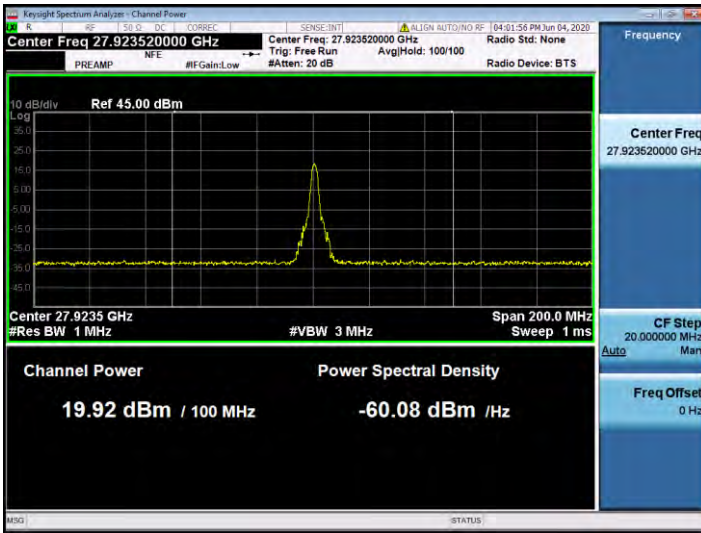 Keysight Spectrum Analyzer - Channel Power
R RF 50 Ω DC CORREC SENSE:INT ALIGN AUTO/NO RF 04:01:56 PM Jun 04, 2020
Center Freq 27.923520000 GHz
NFE
PREAMP #IFGain:Low
Center Freq: 27.923520000 GHz
Trig: Free Run Avg|Hold: 100/100
#Atten: 20 dB
Radio Std: None
Radio Device: BTS
Frequency
10 dB/div Ref 45.00 dBm
Log
35.0
25.0
15.0
5.00
-5.00
-15.0
-25.0
-35.0
-45.0
Center 27.9235 GHz Span 200.0 MHz
#Res BW 1 MHz #VBW 3 MHz Sweep 1 ms
Channel Power Power Spectral Density
19.92 dBm / 100 MHz -60.08 dBm /Hz
Center Freq
27.923520000 GHz
CF Step
20.000000 MHz
Auto Man
Freq Offset
0 Hz
MSG STATUS